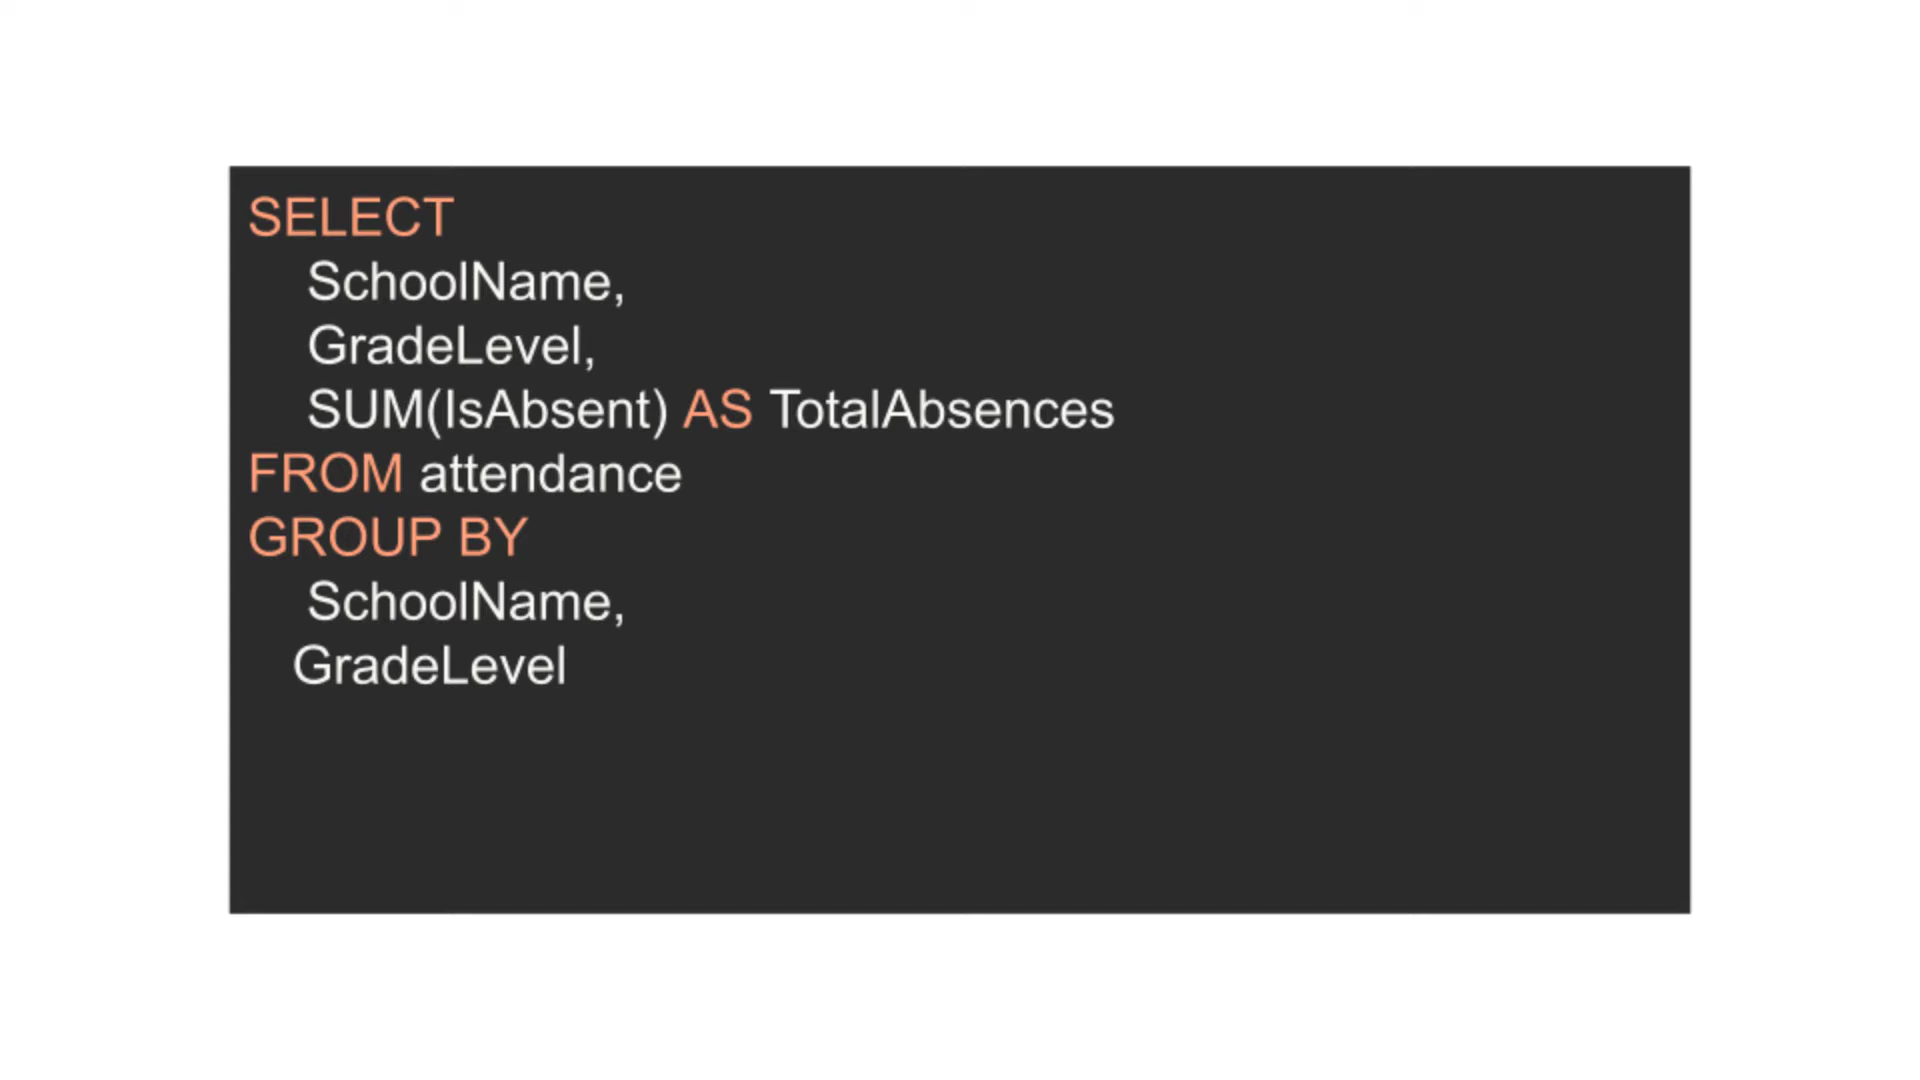 SELECT
SchoolName,
GradeLevel,
SUM(IsAbsent) AS TotalAbsences
FROM attendance
GROUP BY
SchoolName,
GradeLevel